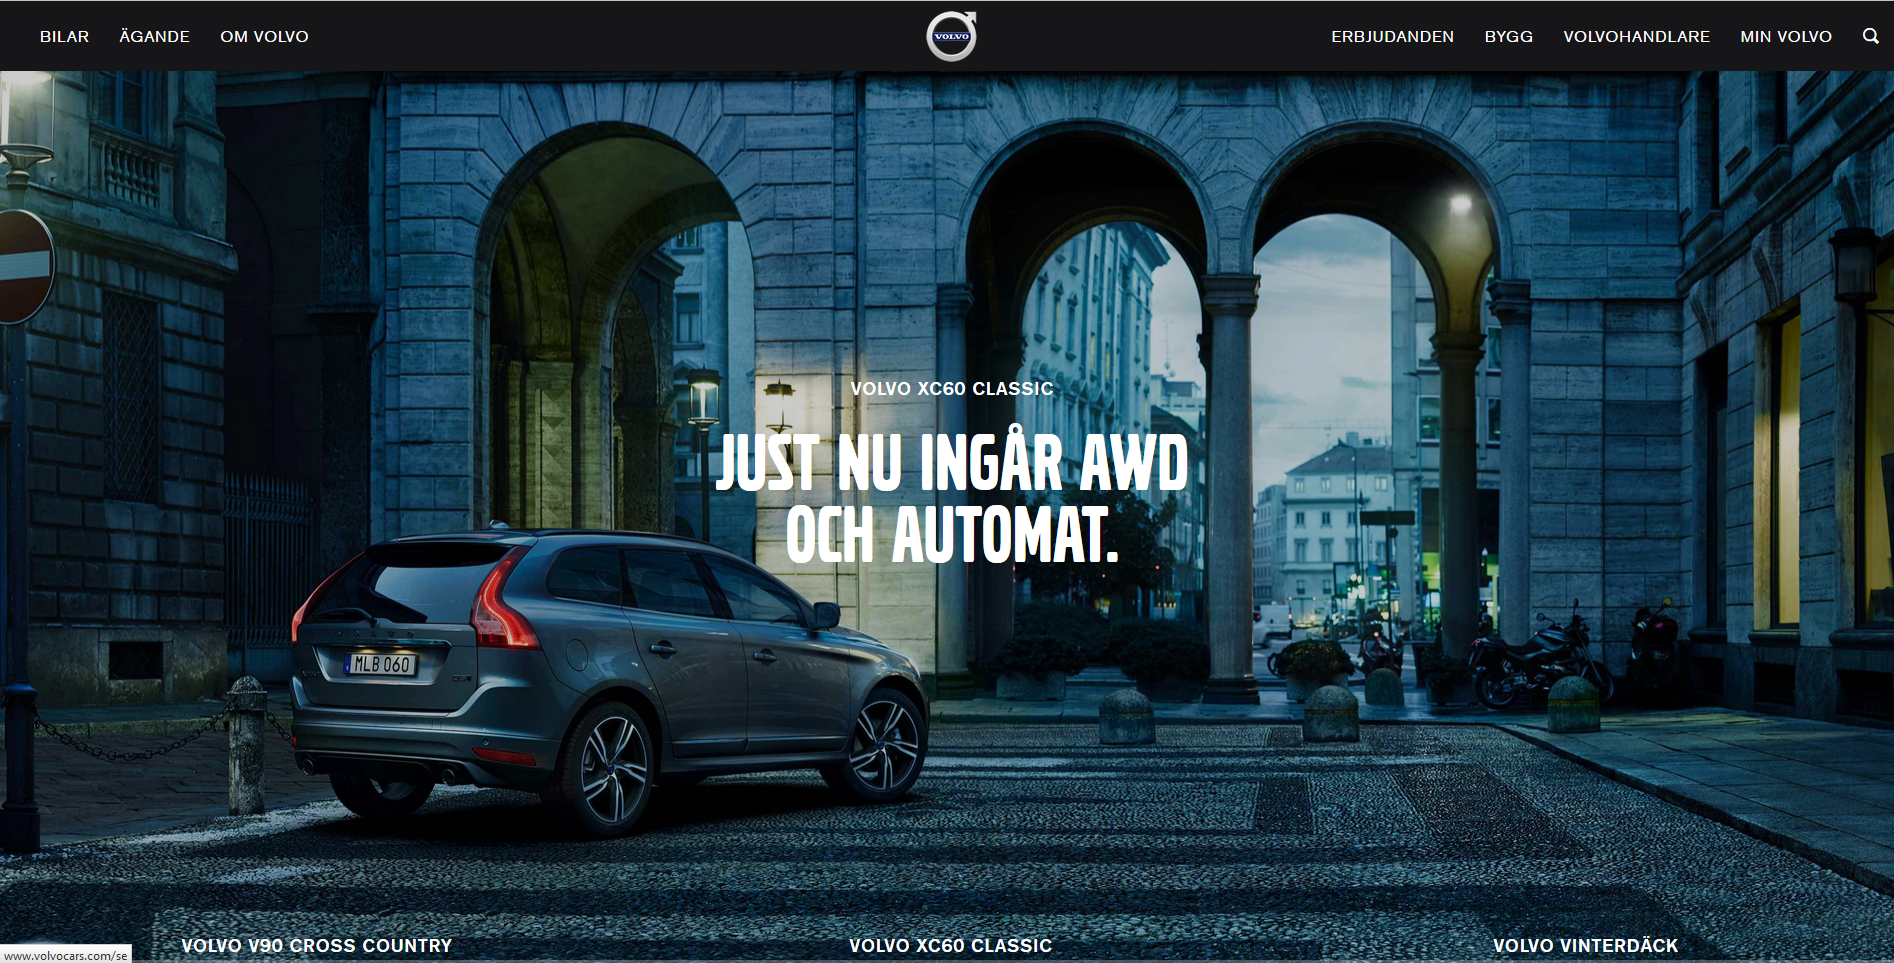 BILAR ÄGANDE OM VOLVO VOLVO ERBJUDANDEN BYGG VOLVOHANDLARE MIN VOLVO
VOLVO XC60 CLASSIC
JUST NU INGÅR AWD
OCH AUTOMAT.
VOLVO
MLB 060
VOLVO V90 CROSS COUNTRY VOLVO XC60 CLASSIC VOLVO VINTERDÄCK
www.volvocars.com/se